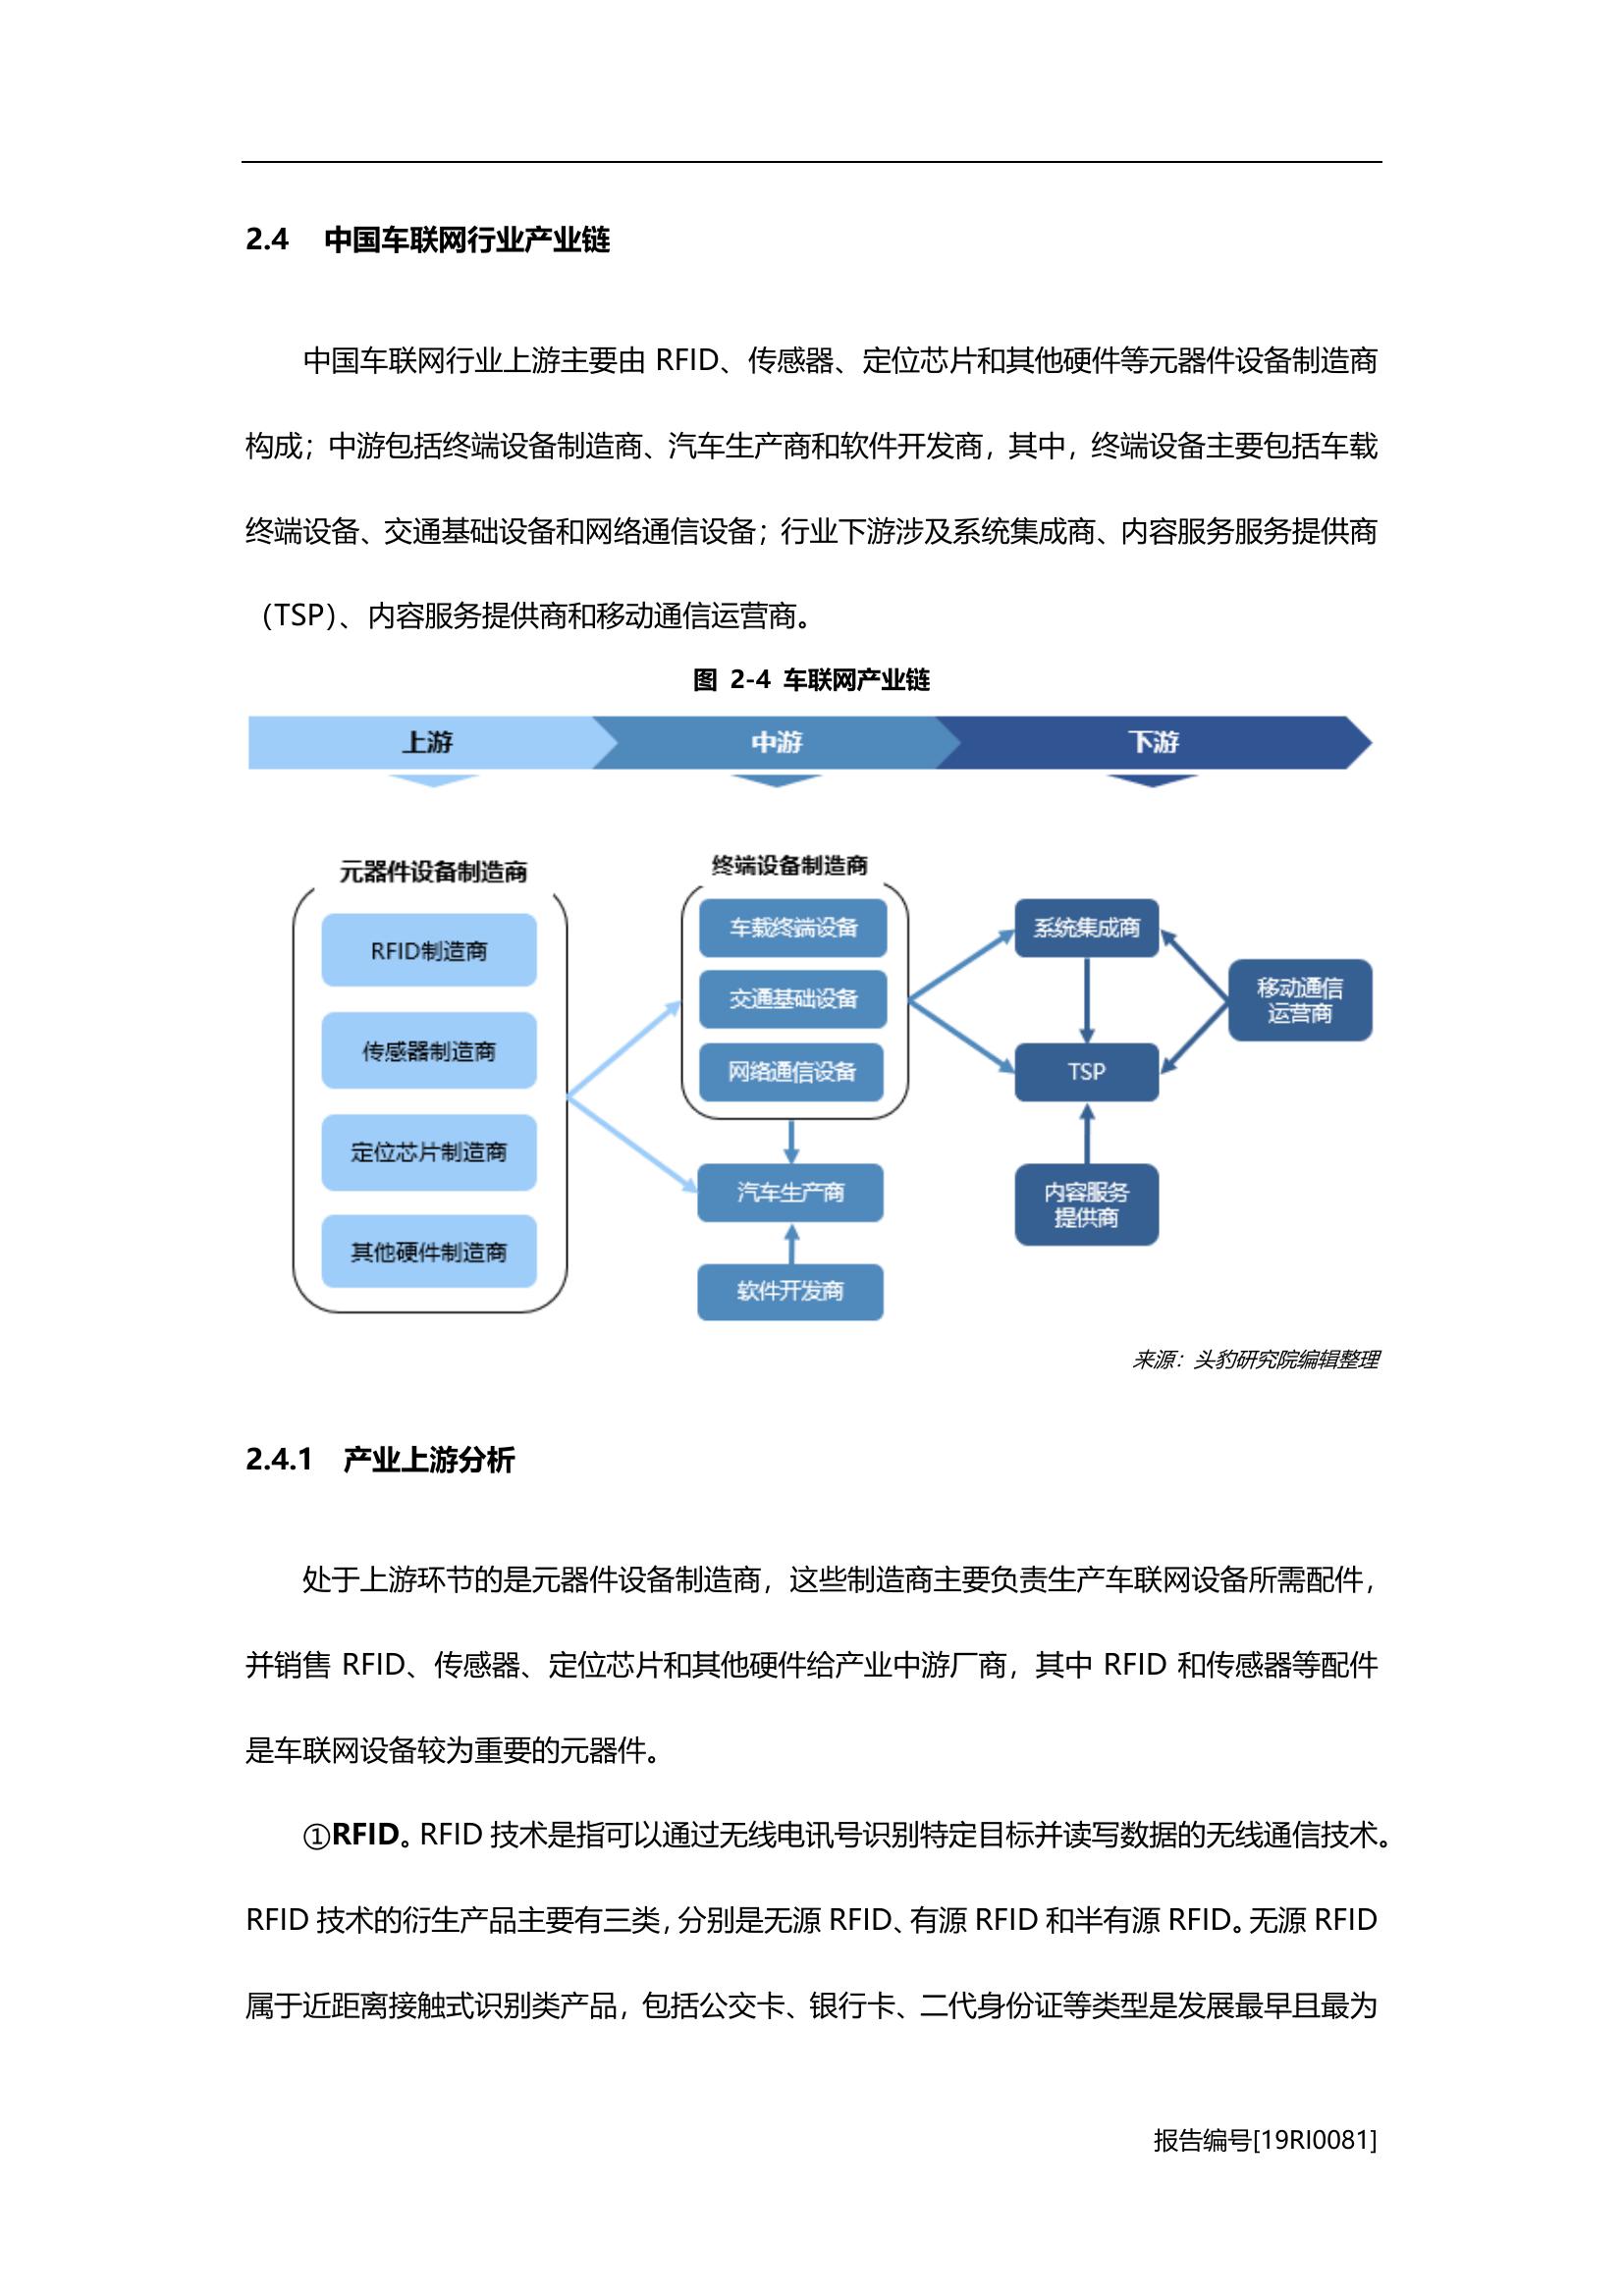 2.4 中国车联网行业产业链
中国车联网行业上游主要由 RFID、传感器、定位芯片和其他硬件等元器件设备制造商
构成；中游包括终端设备制造商、汽车生产商和软件开发商，其中，终端设备主要包括车载
终端设备、交通基础设备和网络通信设备；行业下游涉及系统集成商、内容服务服务提供商
（TSP）、内容服务提供商和移动通信运营商。
图 2-4 车联网产业链
上游
中游
下游
元器件设备制造商
RFID制造商
传感器制造商
定位芯片制造商
其他硬件制造商
终端设备制造商
车载终端设备
交通基础设备
网络通信设备
汽车生产商
软件开发商
系统集成商
TSP
内容服务
提供商
移动通信
运营商
来源：头豹研究院编辑整理
2.4.1 产业上游分析
处于上游环节的是元器件设备制造商，这些制造商主要负责生产车联网设备所需配件，
并销售 RFID、传感器、定位芯片和其他硬件给产业中游厂商，其中 RFID 和传感器等配件
是车联网设备较为重要的元器件。
①RFID。RFID 技术是指可以通过无线电讯号识别特定目标并读写数据的无线通信技术。
RFID 技术的衍生产品主要有三类，分别是无源 RFID、有源 RFID 和半有源 RFID。无源 RFID
属于近距离接触式识别类产品，包括公交卡、银行卡、二代身份证等类型是发展最早且最为
报告编号[19RI0081]